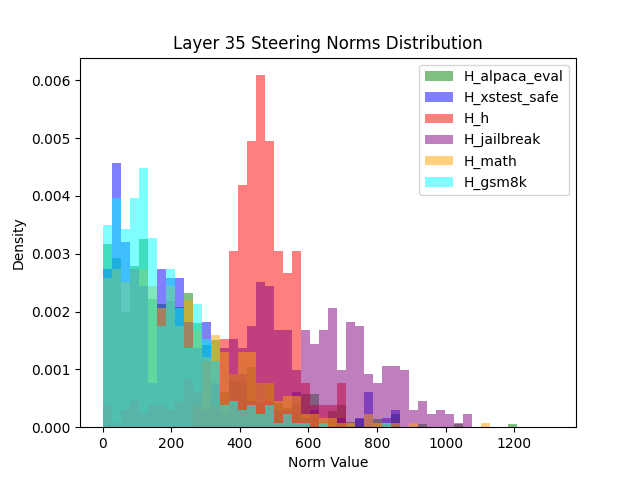 Layer 35 Steering Norms Distribution
H_alpaca_eval
H_xstest_safe
H_h
H_jailbreak
H_math
H_gsm8k
Density
0.006
0.005
0.004
0.003
0.002
0.001
0.000
0 200 400 600 800 1000 1200
Norm Value